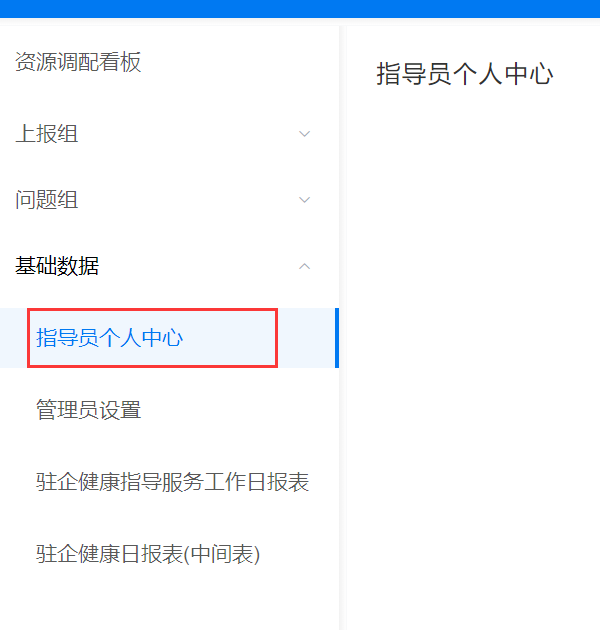 资源调配看板
指导员个人中心
上报组
问题组
基础数据
指导员个人中心
管理员设置
驻企健康指导服务工作日报表
驻企健康日报表(中间表)